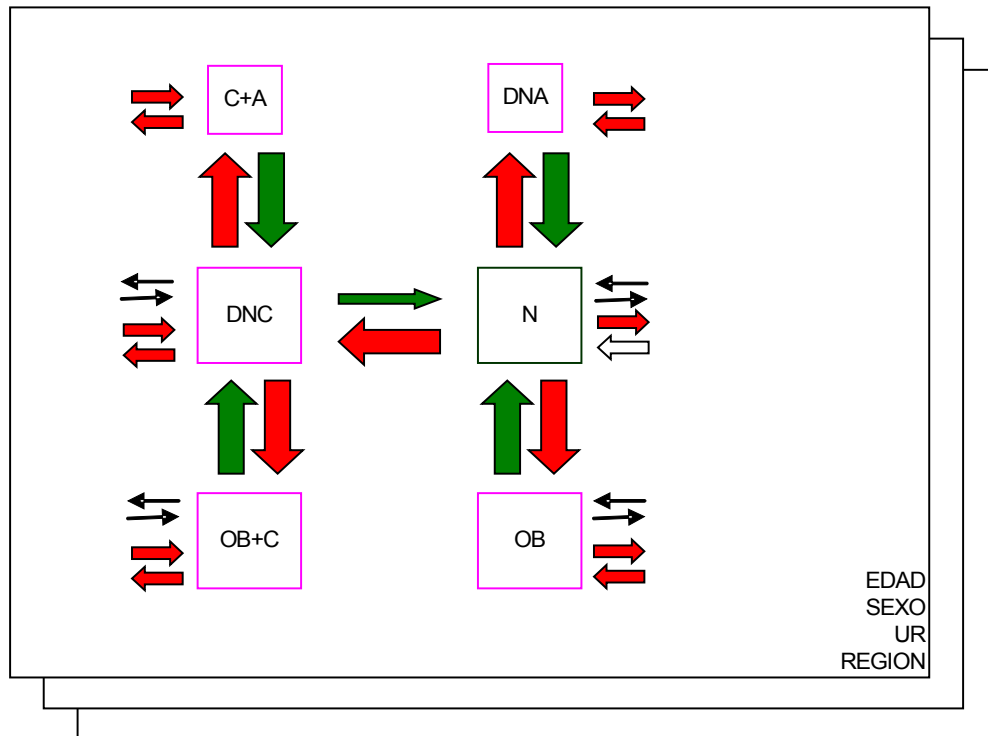 C+A
DNA
DNC
N
OB+C
OB
EDAD
SEXO
UR
REGION